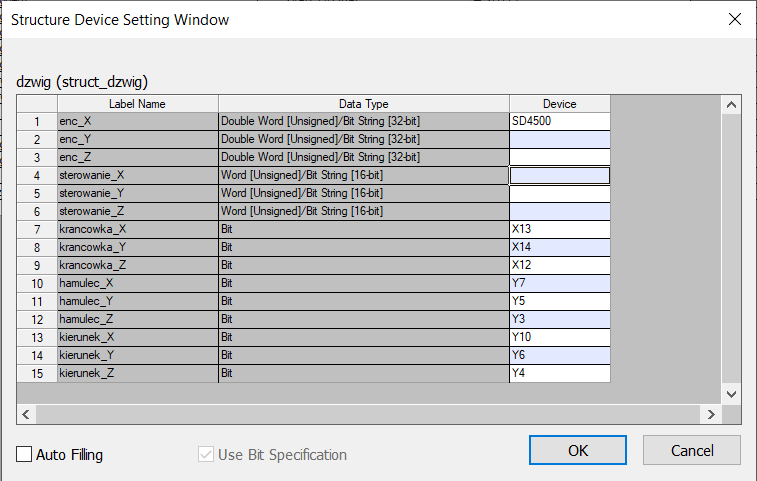 Structure Device Setting Window
dzwig (struct_dzwig)
Label Name Data Type Device
1 enc_X Double Word [Unsigned]/Bit String [32-bit] SD4500
2 enc_Y Double Word [Unsigned]/Bit String [32-bit]
3 enc_Z Double Word [Unsigned]/Bit String [32-bit]
4 sterowanie_X Word [Unsigned]/Bit String [16-bit]
5 sterowanie_Y Word [Unsigned]/Bit String [16-bit]
6 sterowanie_Z Word [Unsigned]/Bit String [16-bit]
7 krancowka_X Bit X13
8 krancowka_Y Bit X14
9 krancowka_Z Bit X12
10 hamulec_X Bit Y7
11 hamulec_Y Bit Y5
12 hamulec_Z Bit Y3
13 kierunek_X Bit Y10
14 kierunek_Y Bit Y6
15 kierunek_Z Bit Y4
Auto Filling Use Bit Specification OK Cancel